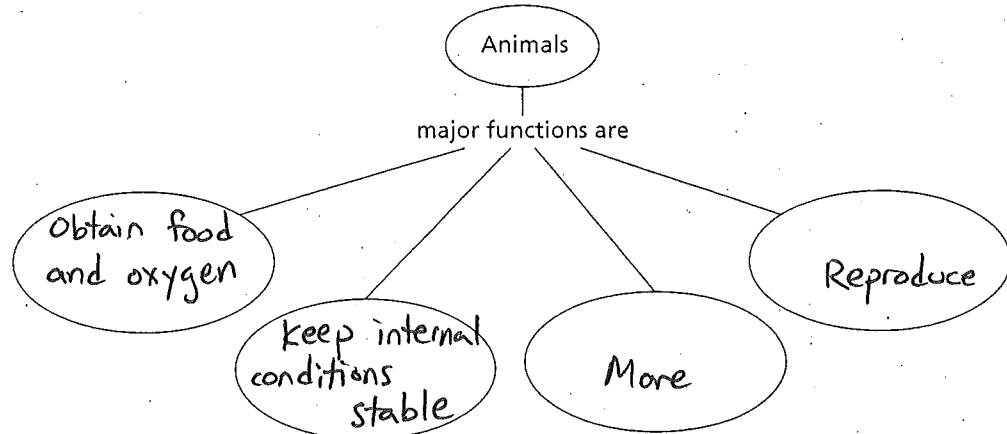 Animals
major functions are
Obtain food
and oxygen
Keep internal
conditions
stable
More
Reproduce